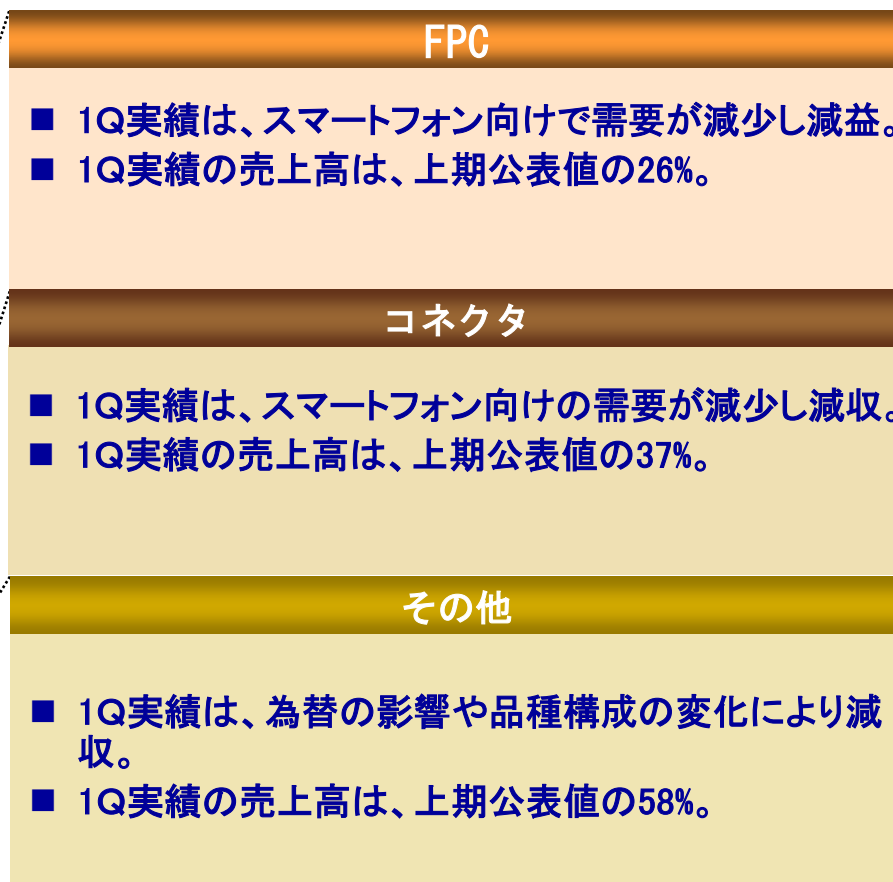 FPC
■ 1Q実績は、スマートフォン向けで需要が減少し減益。
■ 1Q実績の売上高は、上期公表値の26%。
コネクタ
■ 1Q実績は、スマートフォン向けの需要が減少し減収。
■ 1Q実績の売上高は、上期公表値の37%。
その他
■ 1Q実績は、為替の影響や品種構成の変化により減
収。
■ 1Q実績の売上高は、上期公表値の58%。